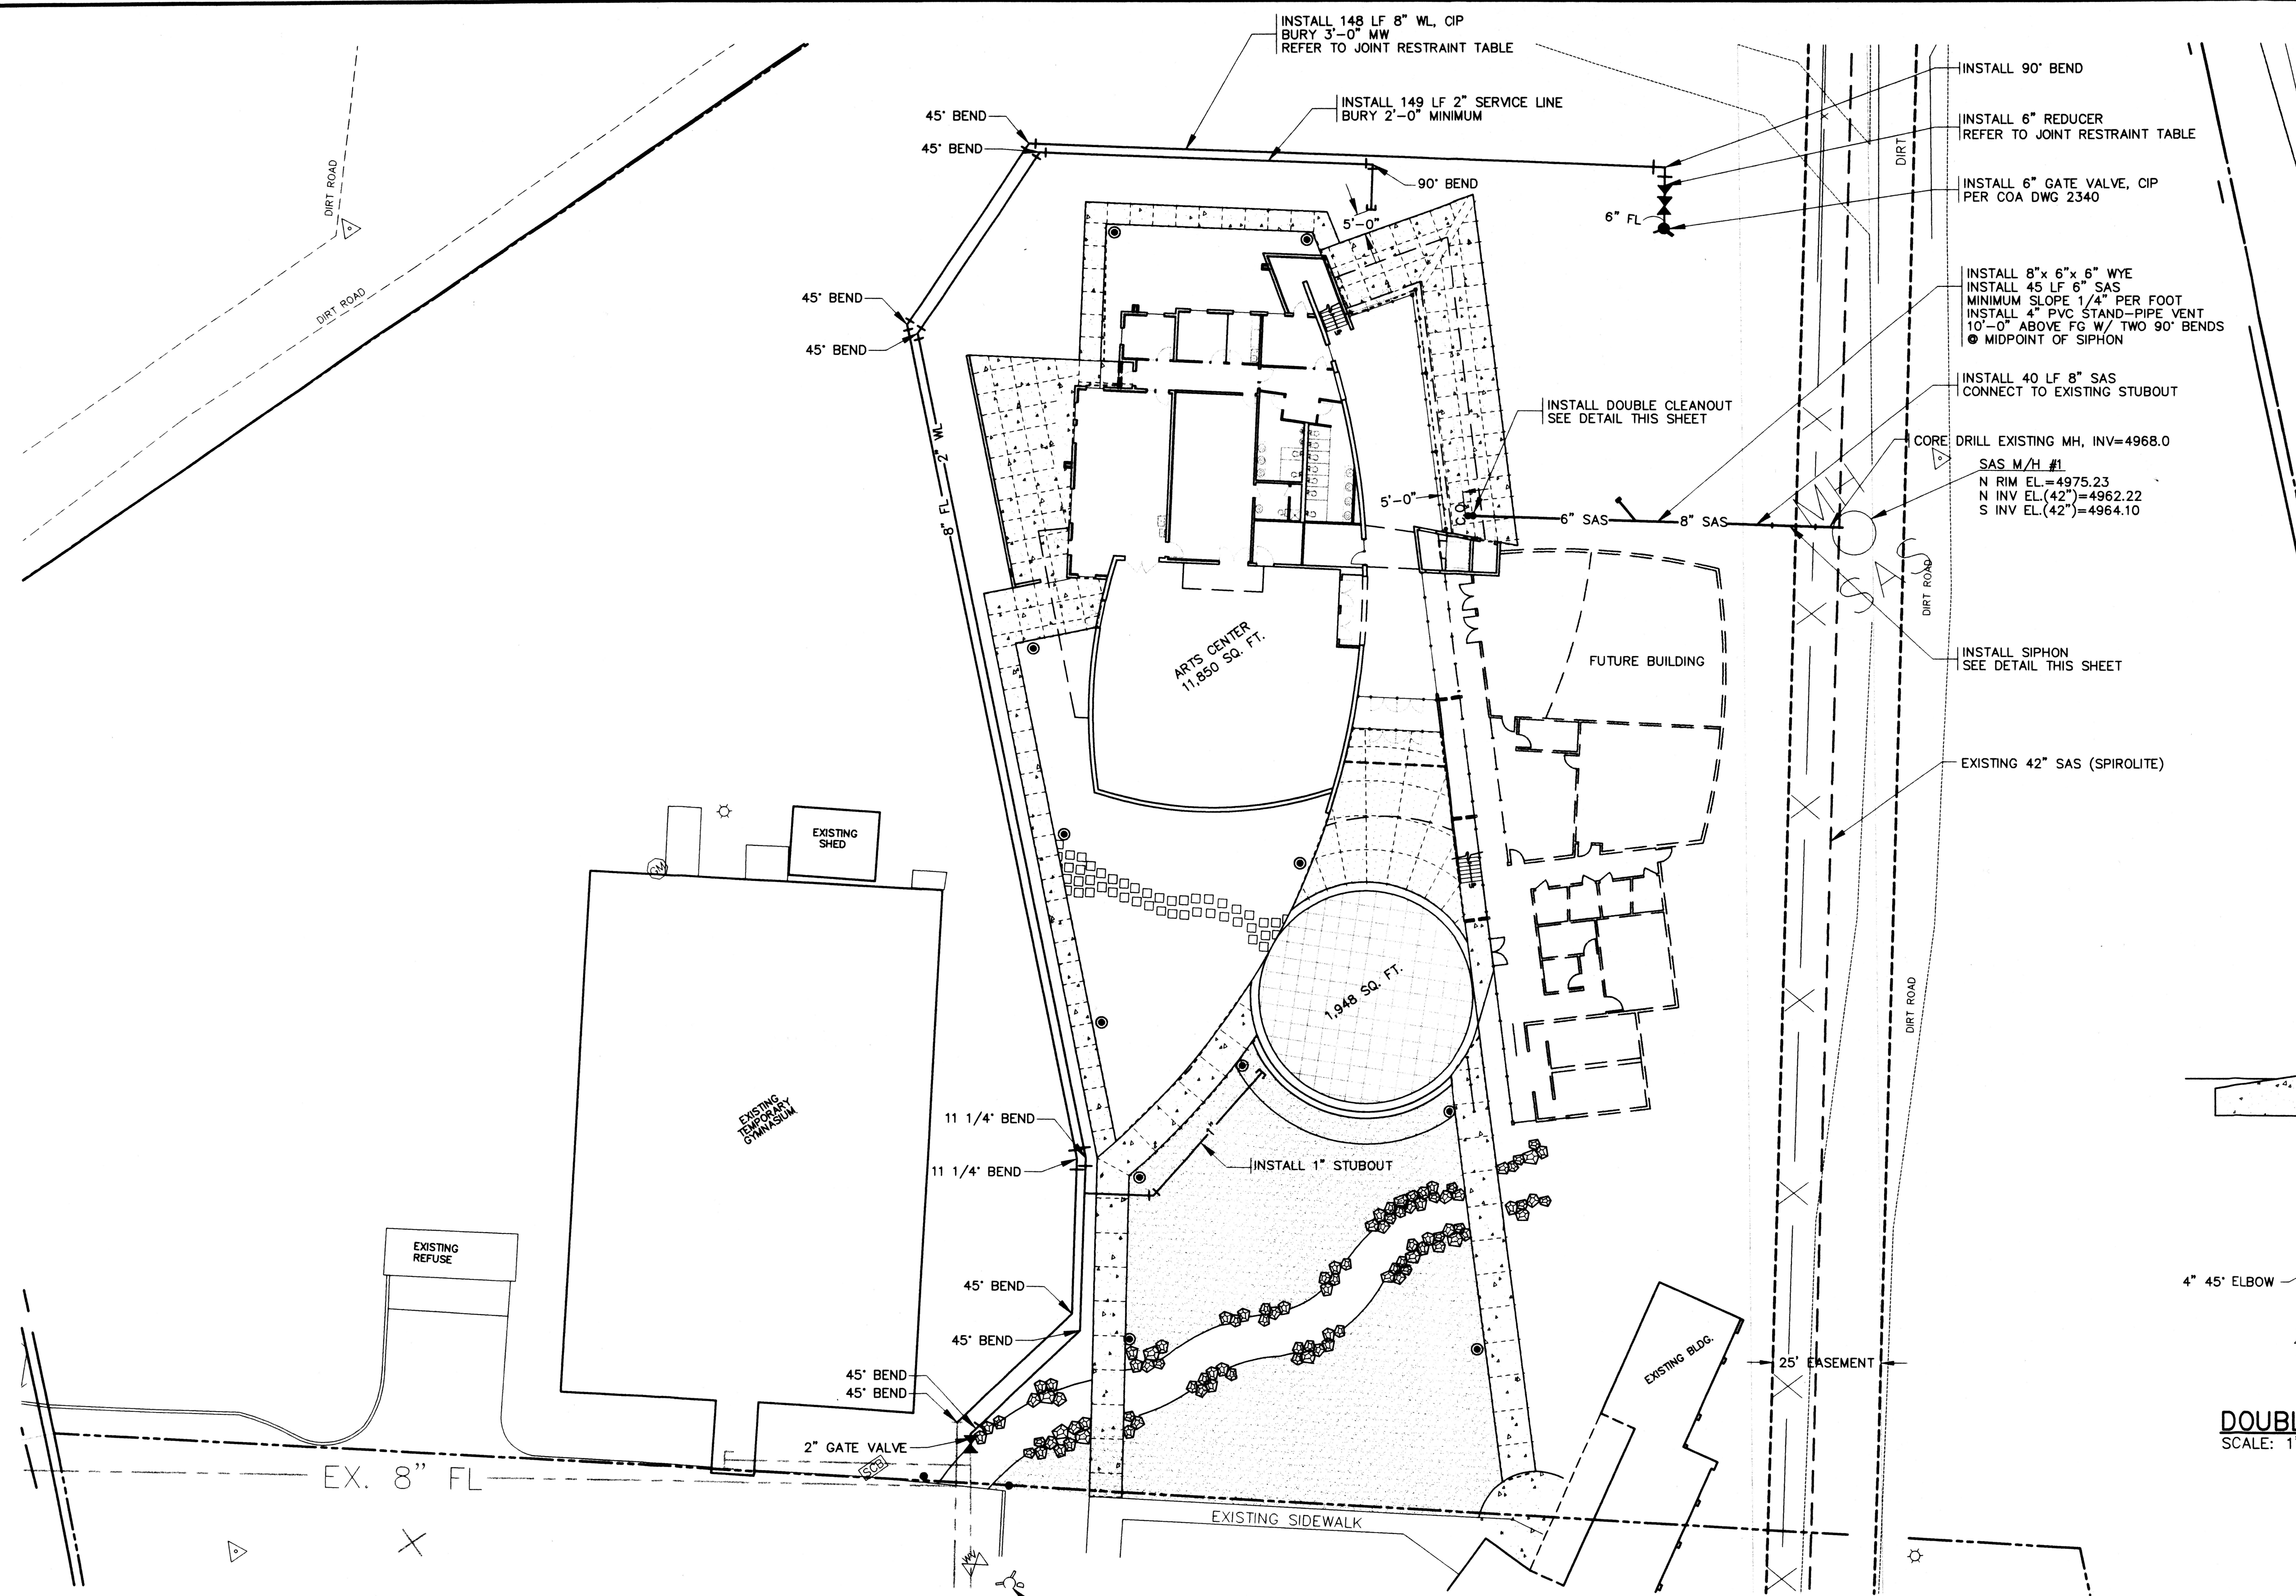 INSTALL 148 LF 8" WL, CIP
BURY 3'-0" MW
REFER TO JOINT RESTRAINT TABLE
INSTALL 149 LF 2" SERVICE LINE
BURY 2'-0" MINIMUM
45° BEND
45° BEND
90° BEND
5'-0"
6" FL
INSTALL 90° BEND
INSTALL 6" REDUCER
REFER TO JOINT RESTRAINT TABLE
INSTALL 6" GATE VALVE, CIP
PER COA DWG 2340
DIRT
DIRT ROAD
DIRT ROAD
45° BEND
45° BEND
INSTALL 8"x 6"x 6" WYE
INSTALL 45 LF 6" SAS
MINIMUM SLOPE 1/4" PER FOOT
INSTALL 4" PVC STAND-PIPE VENT
10'-0" ABOVE FG W/ TWO 90° BENDS
@ MIDPOINT OF SIPHON
INSTALL 40 LF 8" SAS
CONNECT TO EXISTING STUBOUT
INSTALL DOUBLE CLEANOUT
SEE DETAIL THIS SHEET
CORE DRILL EXISTING MH, INV=4968.0
SAS M/H #1
N RIM EL.=4975.23
N INV EL.(42")=4962.22
S INV EL.(42")=4964.10
8" FL
2" WL
5'-0"
C.O.
6" SAS
8" SAS
MH
SAS
DIRT ROAD
INSTALL SIPHON
SEE DETAIL THIS SHEET
ARTS CENTER
11,850 SQ. FT.
FUTURE BUILDING
EXISTING 42" SAS (SPIROLITE)
EXISTING
SHED
1,948 SQ. FT.
DIRT ROAD
EXISTING
TEMPORARY
GYMNASIUM
11 1/4° BEND
11 1/4° BEND
1"
INSTALL 1" STUBOUT
EXISTING
REFUSE
45° BEND
45° BEND
45° BEND
45° BEND
2" GATE VALVE
SCB
EX. 8" FL
EXISTING SIDEWALK
EXISTING BLDG.
25' EASEMENT
4" 45° ELBOW
DOUBL
SCALE: 1